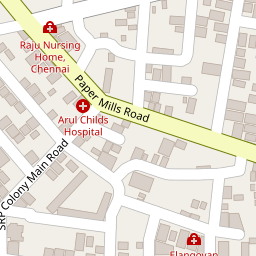 Raju Nursing
Home,
Chennai
Paper Mills Road
Arul Childs
Hospital
SRP Colony Main Road
Elangovan